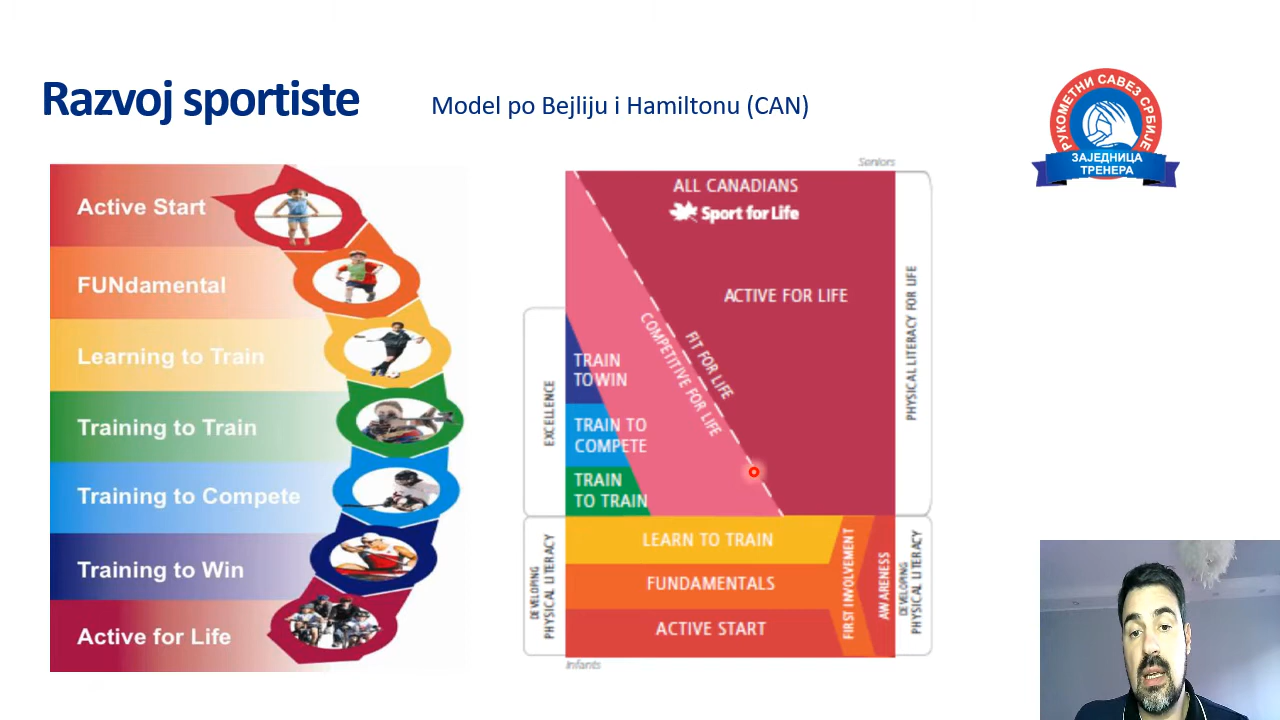 Razvoj sportiste
Model po Bejliju i Hamiltonu (CAN)
РУКОМЕТНИ САВЕЗ СРБИЈЕ
ЗАЈЕДНИЦА
ТРЕНЕРА
Active Start
FUNdamental
Learning to Train
Training to Train
Training to Compete
Training to Win
Active for Life
Seniors
ALL CANADIANS
Sport for Life
ACTIVE FOR LIFE
FIT FOR LIFE
COMPETITIVE FOR LIFE
EXCELLENCE
TRAIN
TO WIN
TRAIN TO
COMPETE
TRAIN
TO TRAIN
PHYSICAL LITERACY FOR LIFE
DEVELOPING
PHYSICAL LITERACY
LEARN TO TRAIN
FUNDAMENTALS
ACTIVE START
FIRST INVOLVEMENT
AWARENESS
DEVELOPING
PHYSICAL LITERACY
Infants